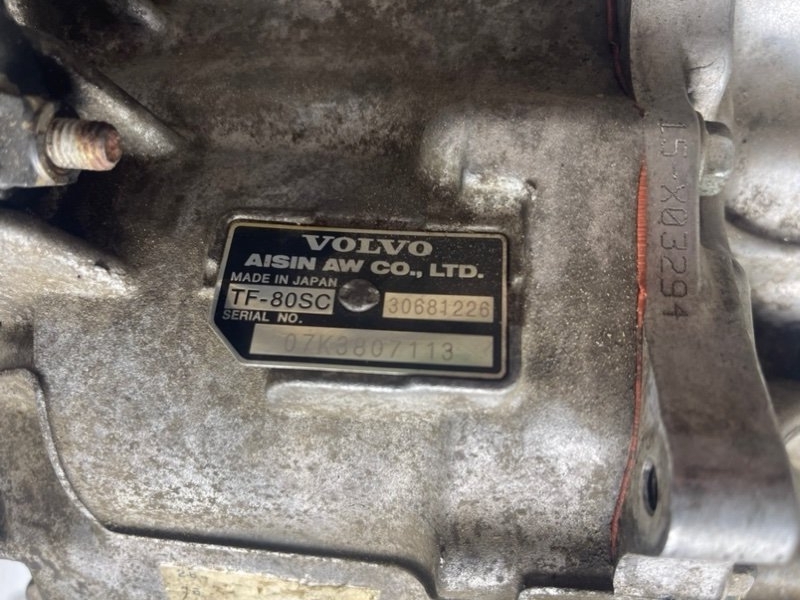 VOLVO
AISIN AW CO., LTD.
MADE IN JAPAN
TF-80SC 30681226
SERIAL NO.
07K3807113
15-X03294